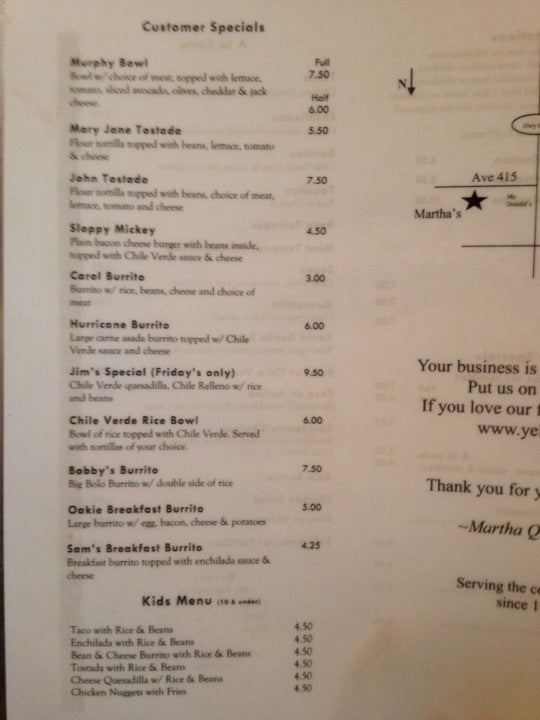 Customer Specials
Murphy Bowl Full
Bowl w/ choice of meat, topped with lettuce, 7.50
tomato, sliced avocado, olives, cheddar & jack
cheese. Half
6.00
Mary Jane Tostada 5.50
Flour tortilla topped with beans, lettuce, tomato
& cheese
John Tostada 7.50
Flour tortilla topped with beans, choice of meat,
lettuce, tomato and cheese
Sloppy Mickey 4.50
Plain bacon cheese burger with beans inside,
topped with Chile Verde sauce & cheese
Carol Burrito 3.00
Burrito w/ rice, beans, cheese and choice of
meat
Hurricane Burrito 6.00
Large carne asada burrito topped w/ Chile
Verde sauce and cheese
Jim's Special (Friday's only) 9.50
Chile Verde quesadilla, Chile Relleno w/ rice
and beans
Chile Verde Rice Bowl 6.00
Bowl of rice topped with Chile Verde. Served
with tortillas of your choice.
Bobby's Burrito 7.50
Big Bolo Burrito w/ double side of rice
Oakie Breakfast Burrito 5.00
Large burrito w/ egg, bacon, cheese & potatoes
Sam's Breakfast Burrito 4.25
Breakfast burrito topped with enchilada sauce &
cheese
Kids Menu (10 & under)
Taco with Rice & Beans 4.50
Enchilada with Rice & Beans 4.50
Bean & Cheese Burrito with Rice & Beans 4.50
Tostada with Rice & Beans 4.50
Cheese Quesadilla w/ Rice & Beans 4.50
Chicken Nuggets with Fries 4.50
N
Hwy
Ave 415
Mc
Donald's
Martha's
Your business is
Put us on
If you love our
www.ye
Thank you for y
~Martha Q
Serving the c
since 1